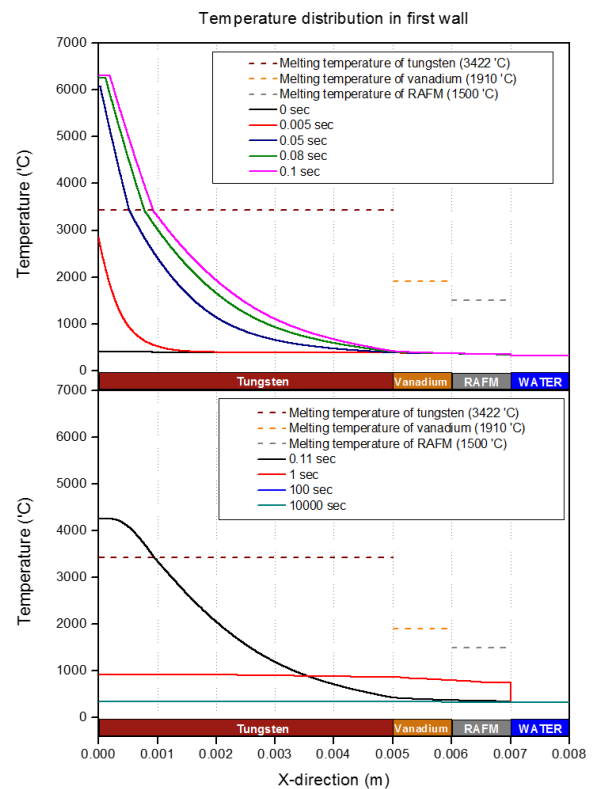 Temperature distribution in first wall
7000
6000
5000
4000
3000
2000
1000
0
Temperature ('C)
Melting temperature of tungsten (3422 'C)
Melting temperature of vanadium (1910 'C)
Melting temperature of RAFM (1500 'C)
0 sec
0.005 sec
0.05 sec
0.08 sec
0.1 sec
Tungsten Vanadium RAFM WATER
7000
6000
5000
4000
3000
2000
1000
0
Temperature ('C)
Melting temperature of tungsten (3422 'C)
Melting temperature of vanadium (1910 'C)
Melting temperature of RAFM (1500 'C)
0.11 sec
1 sec
100 sec
10000 sec
Tungsten Vanadium RAFM WATER
0.000 0.001 0.002 0.003 0.004 0.005 0.006 0.007 0.008
X-direction (m)